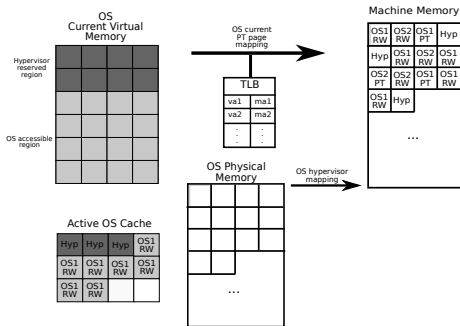 OS
Current Virtual
Memory
Hypervisor
reserved
region
OS accessible
region
OS current
PT page
mapping
TLB
va1 ma1
va2 ma2
. .
. .
. .
Machine Memory
OS1 RW OS2 RW OS1 PT Hyp
Hyp OS1 RW OS2 RW OS1 RW
OS2 PT OS2 RW OS1 PT OS1 RW
OS1 RW Hyp
...
OS Physical
Memory
...
OS hypervisor
mapping
Active OS Cache
Hyp Hyp Hyp OS1 RW
OS1 RW OS1 RW OS1 RW OS1 RW
OS1 RW OS1 RW